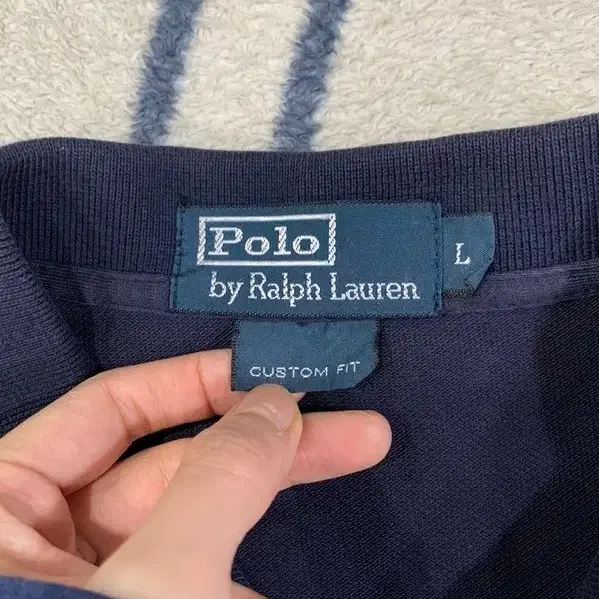 Polo
by Ralph Lauren
L
CUSTOM FIT